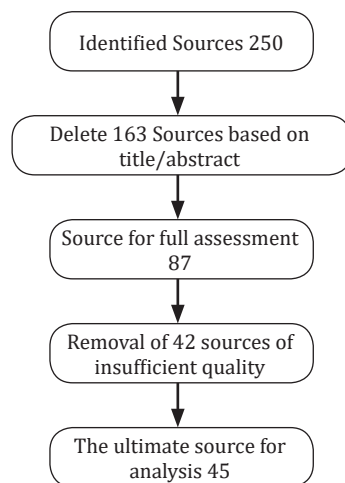 Identified Sources 250
Delete 163 Sources based on
title/abstract
Source for full assessment
87
Removal of 42 sources of
insufficient quality
The ultimate source for
analysis 45